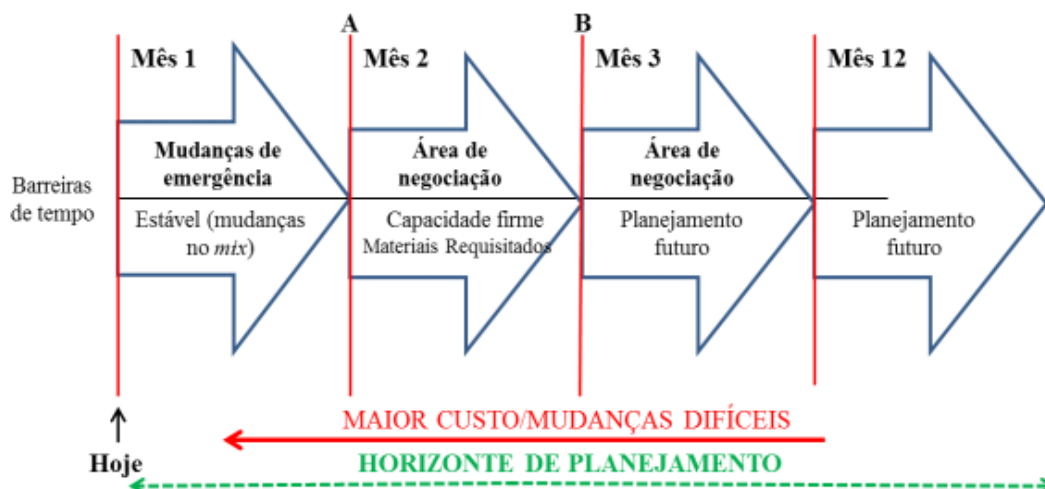 A
B
Mês 1
Mês 2
Mês 3
Mês 12
Barreiras
de tempo
Mudanças de
emergência
Estável (mudanças
no mix)
Área de
negociação
Capacidade firme
Materiais Requisitados
Área de
negociação
Planejamento
futuro
Planejamento
futuro
MAIOR CUSTO/MUDANÇAS DIFÍCEIS
Hoje
HORIZONTE DE PLANEJAMENTO